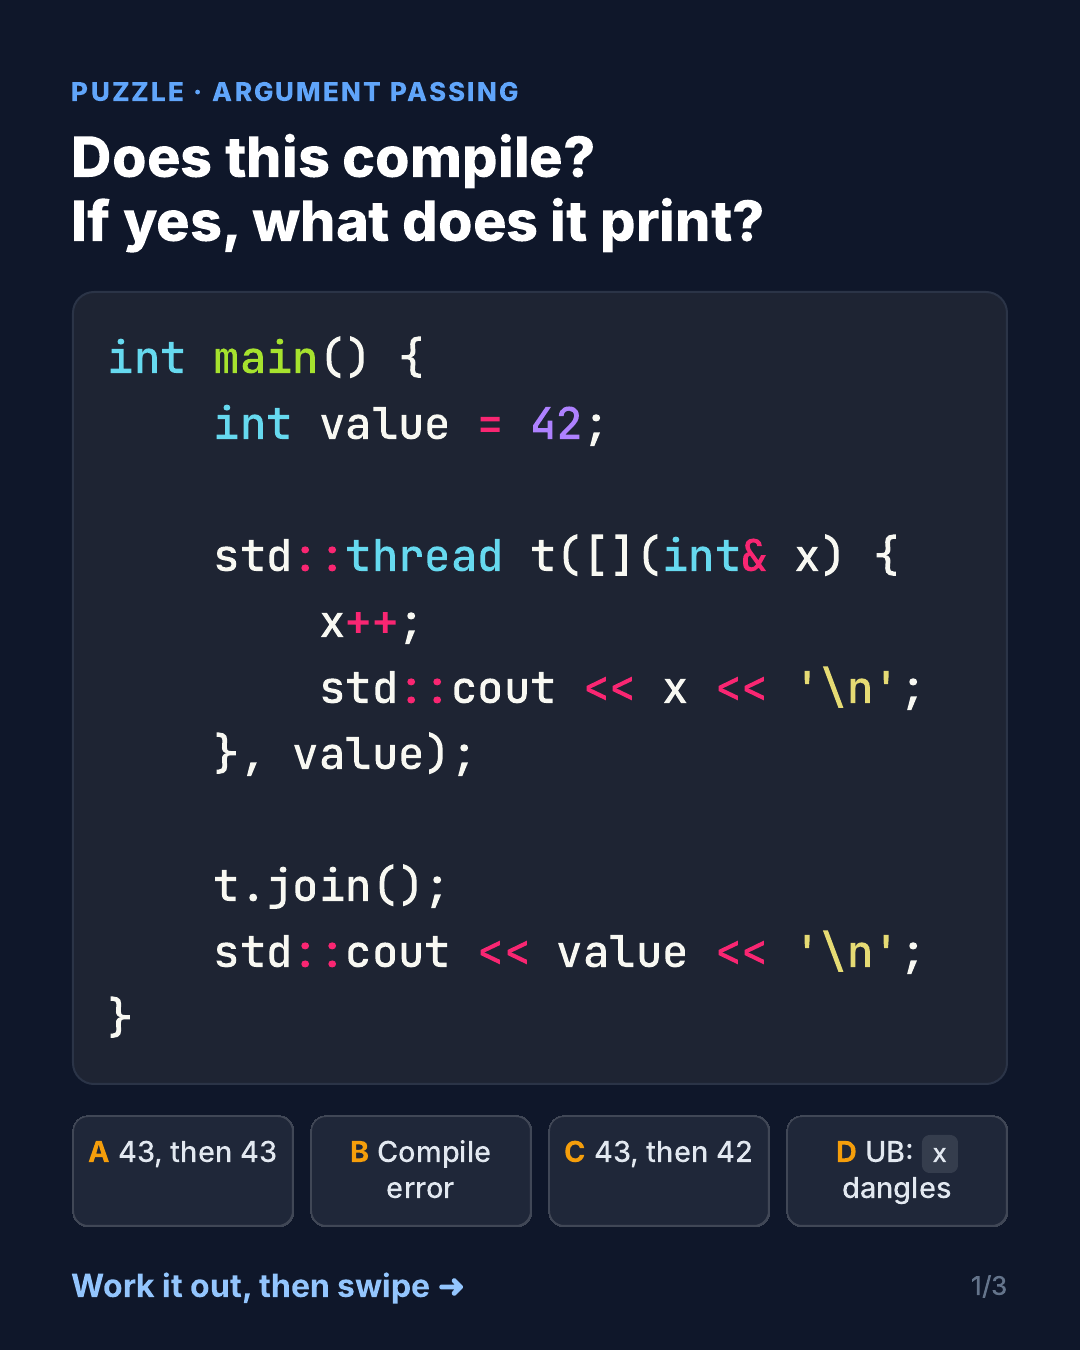 PUZZLE · ARGUMENT PASSING
Does this compile?
If yes, what does it print?
int main() {
    int value = 42;

    std::thread t([](int& x) {
        x++;
        std::cout << x << '\n';
    }, value);

    t.join();
    std::cout << value << '\n';
}
A 43, then 43
B Compile
error
C 43, then 42
D UB: x
dangles
Work it out, then swipe ➜
1/3